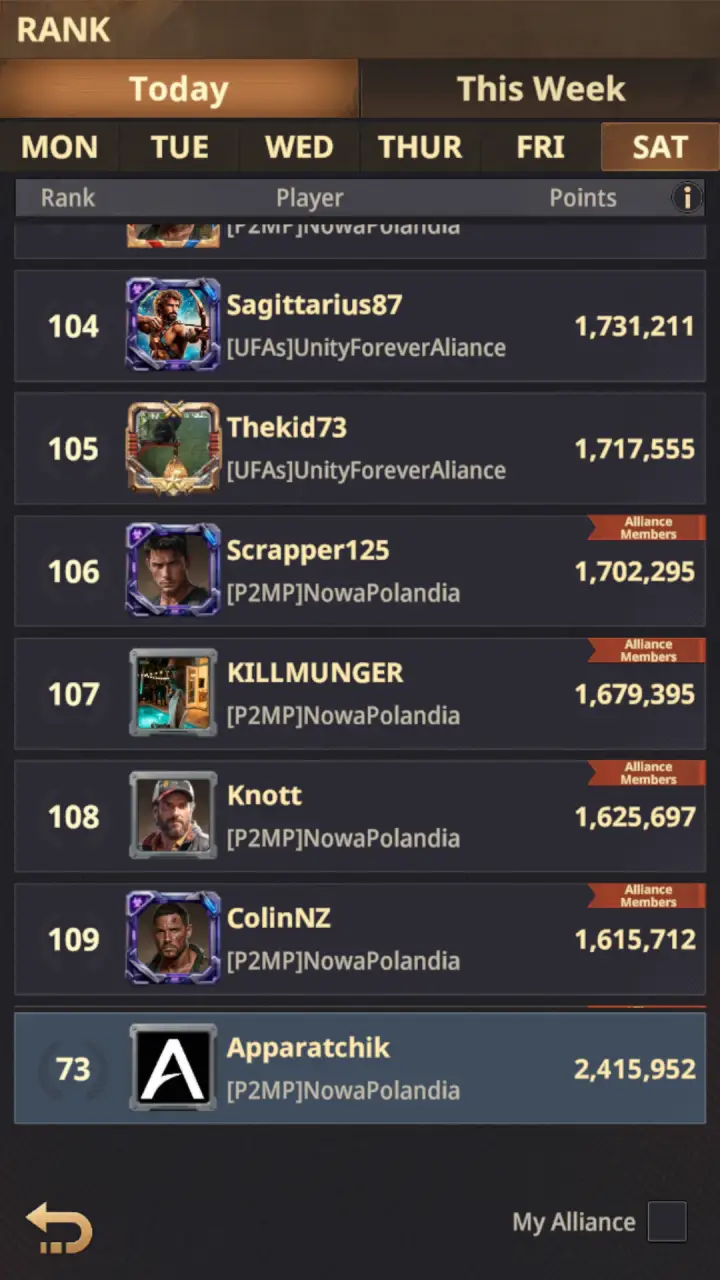 RANK
Today
This Week
MON TUE WED THUR FRI SAT
Rank Player Points i
[P2MP]NowaPolandia
104
Sagittarius87
[UFAs]UnityForeverAliance
1,731,211
105
Thekid73
[UFAs]UnityForeverAliance
1,717,555
106
Scrapper125
[P2MP]NowaPolandia
Alliance
Members
1,702,295
107
KILLMUNGER
[P2MP]NowaPolandia
Alliance
Members
1,679,395
108
Knott
[P2MP]NowaPolandia
Alliance
Members
1,625,697
109
ColinNZ
[P2MP]NowaPolandia
Alliance
Members
1,615,712
73
Apparatchik
[P2MP]NowaPolandia
2,415,952
My Alliance